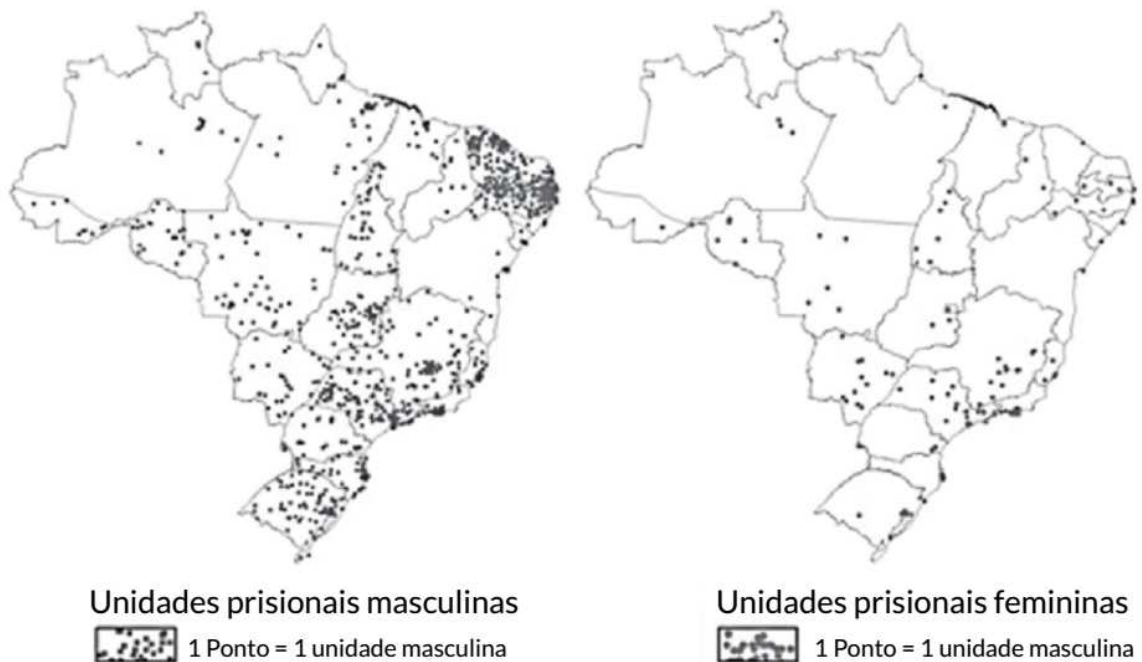 Unidades prisionais masculinas
1 Ponto = 1 unidade masculina
Unidades prisionais femininas
1 Ponto = 1 unidade masculina